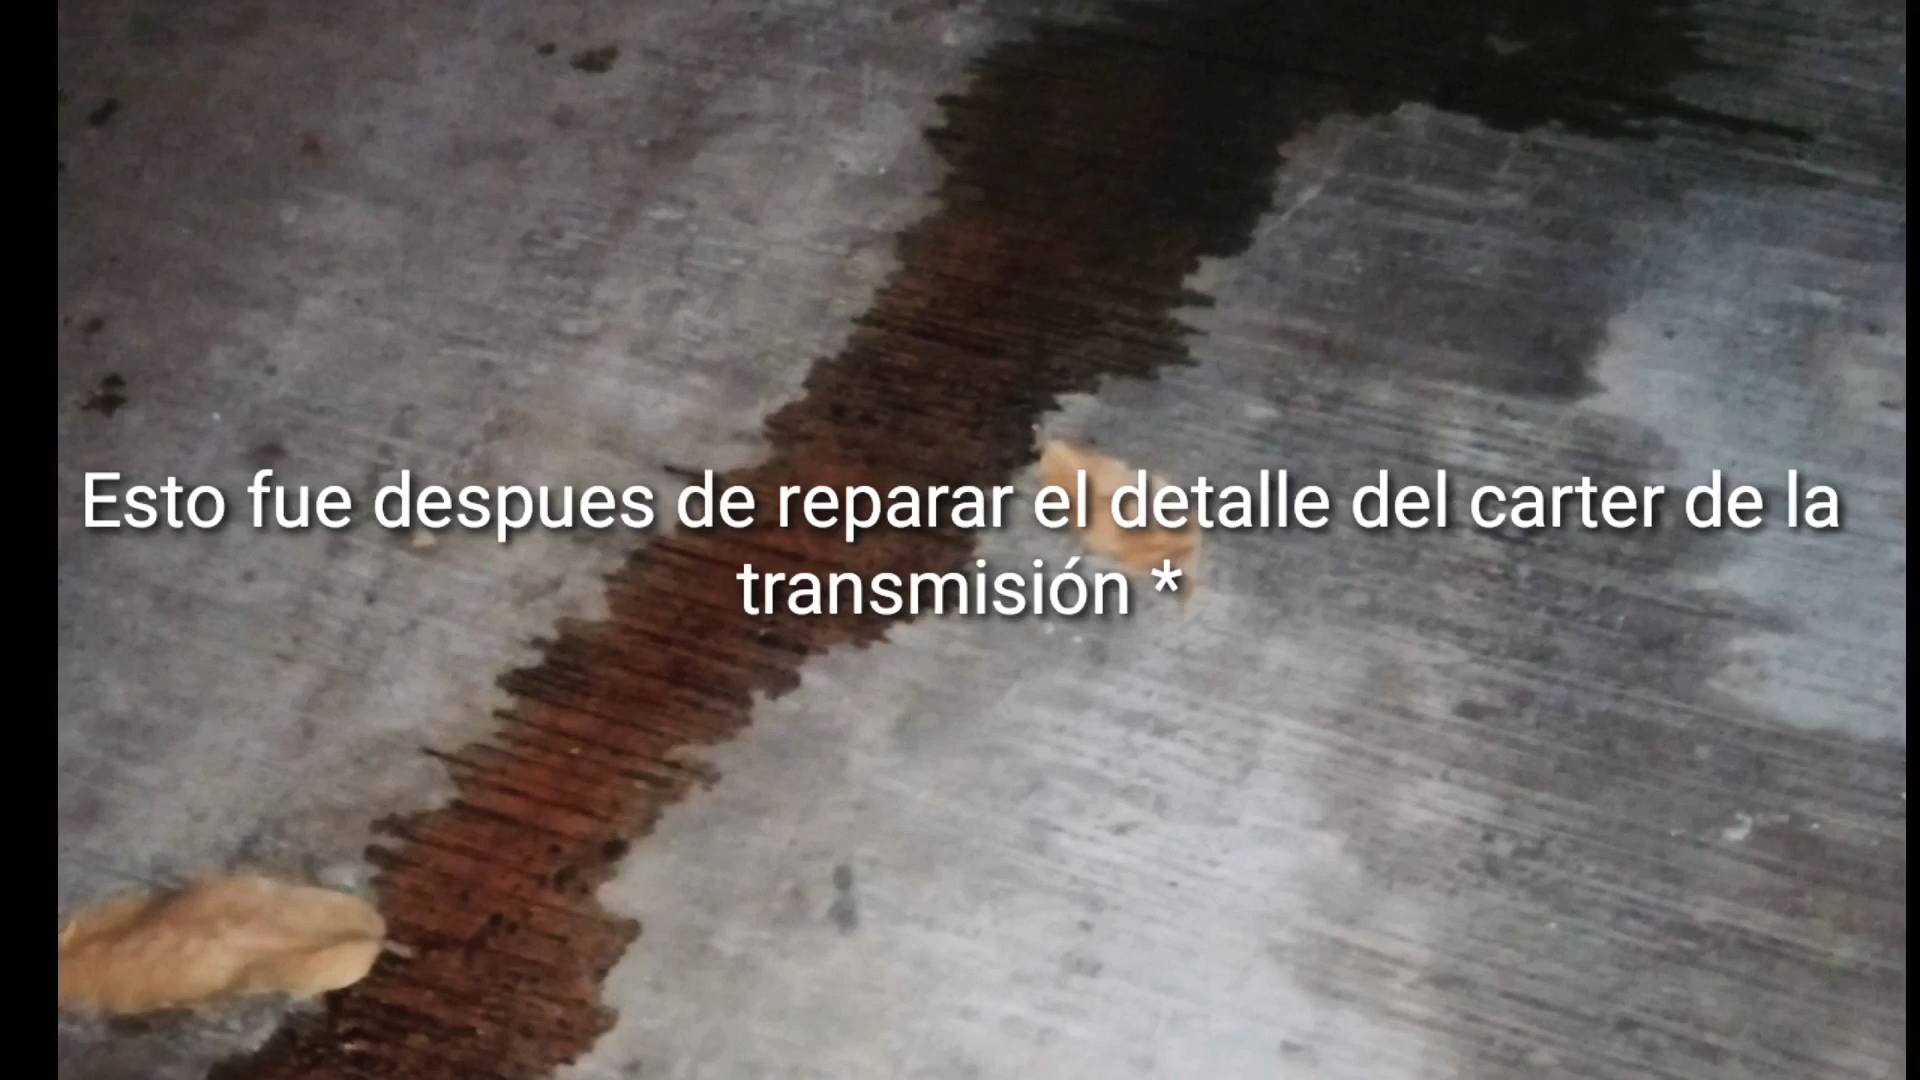 Esto fue despues de reparar el detalle del carter de la
transmisión *